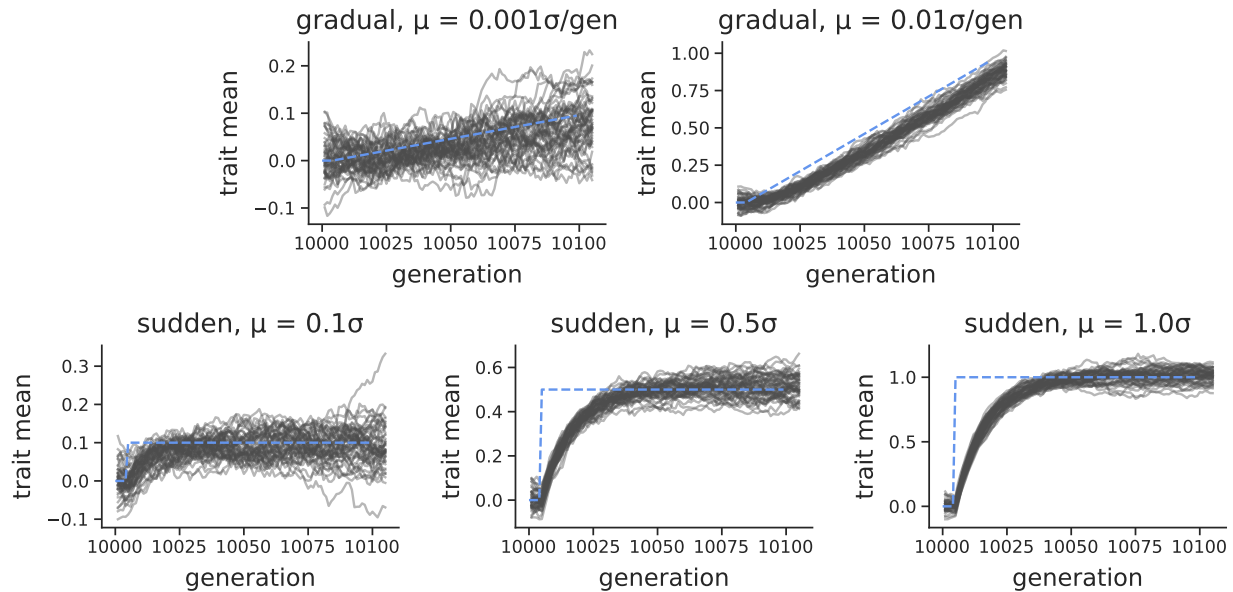 gradual, μ = 0.001σ/gen
gradual, μ = 0.01σ/gen
trait mean
0.2
0.1
0.0
−0.1
10000 10025 10050 10075 10100
generation
trait mean
1.00
0.75
0.50
0.25
0.00
10000 10025 10050 10075 10100
generation
sudden, μ = 0.1σ
sudden, μ = 0.5σ
sudden, μ = 1.0σ
trait mean
0.3
0.2
0.1
0.0
−0.1
10000 10025 10050 10075 10100
generation
trait mean
0.6
0.4
0.2
0.0
10000 10025 10050 10075 10100
generation
trait mean
1.0
0.5
0.0
10000 10025 10050 10075 10100
generation